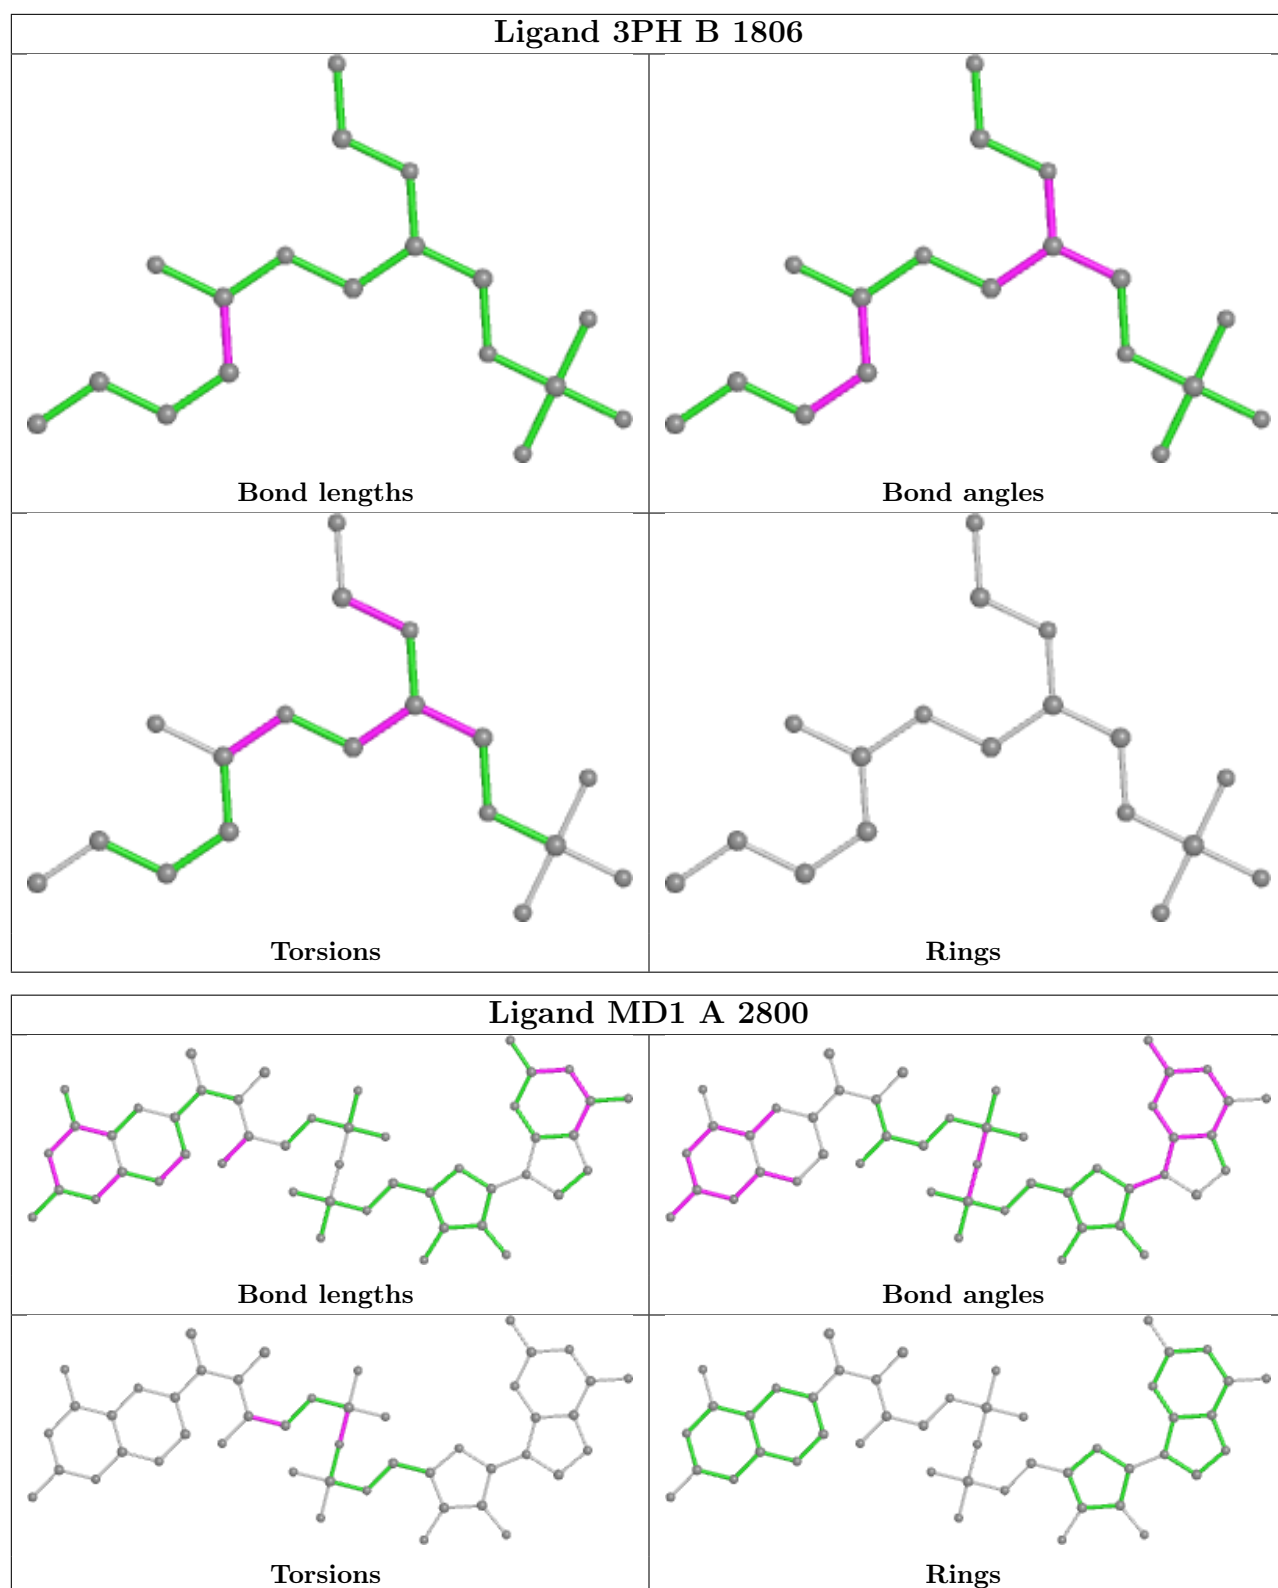 Ligand 3PH B 1806
Bond lengths
Bond angles
Torsions
Rings
Ligand MD1 A 2800
Bond lengths
Bond angles
Torsions
Rings